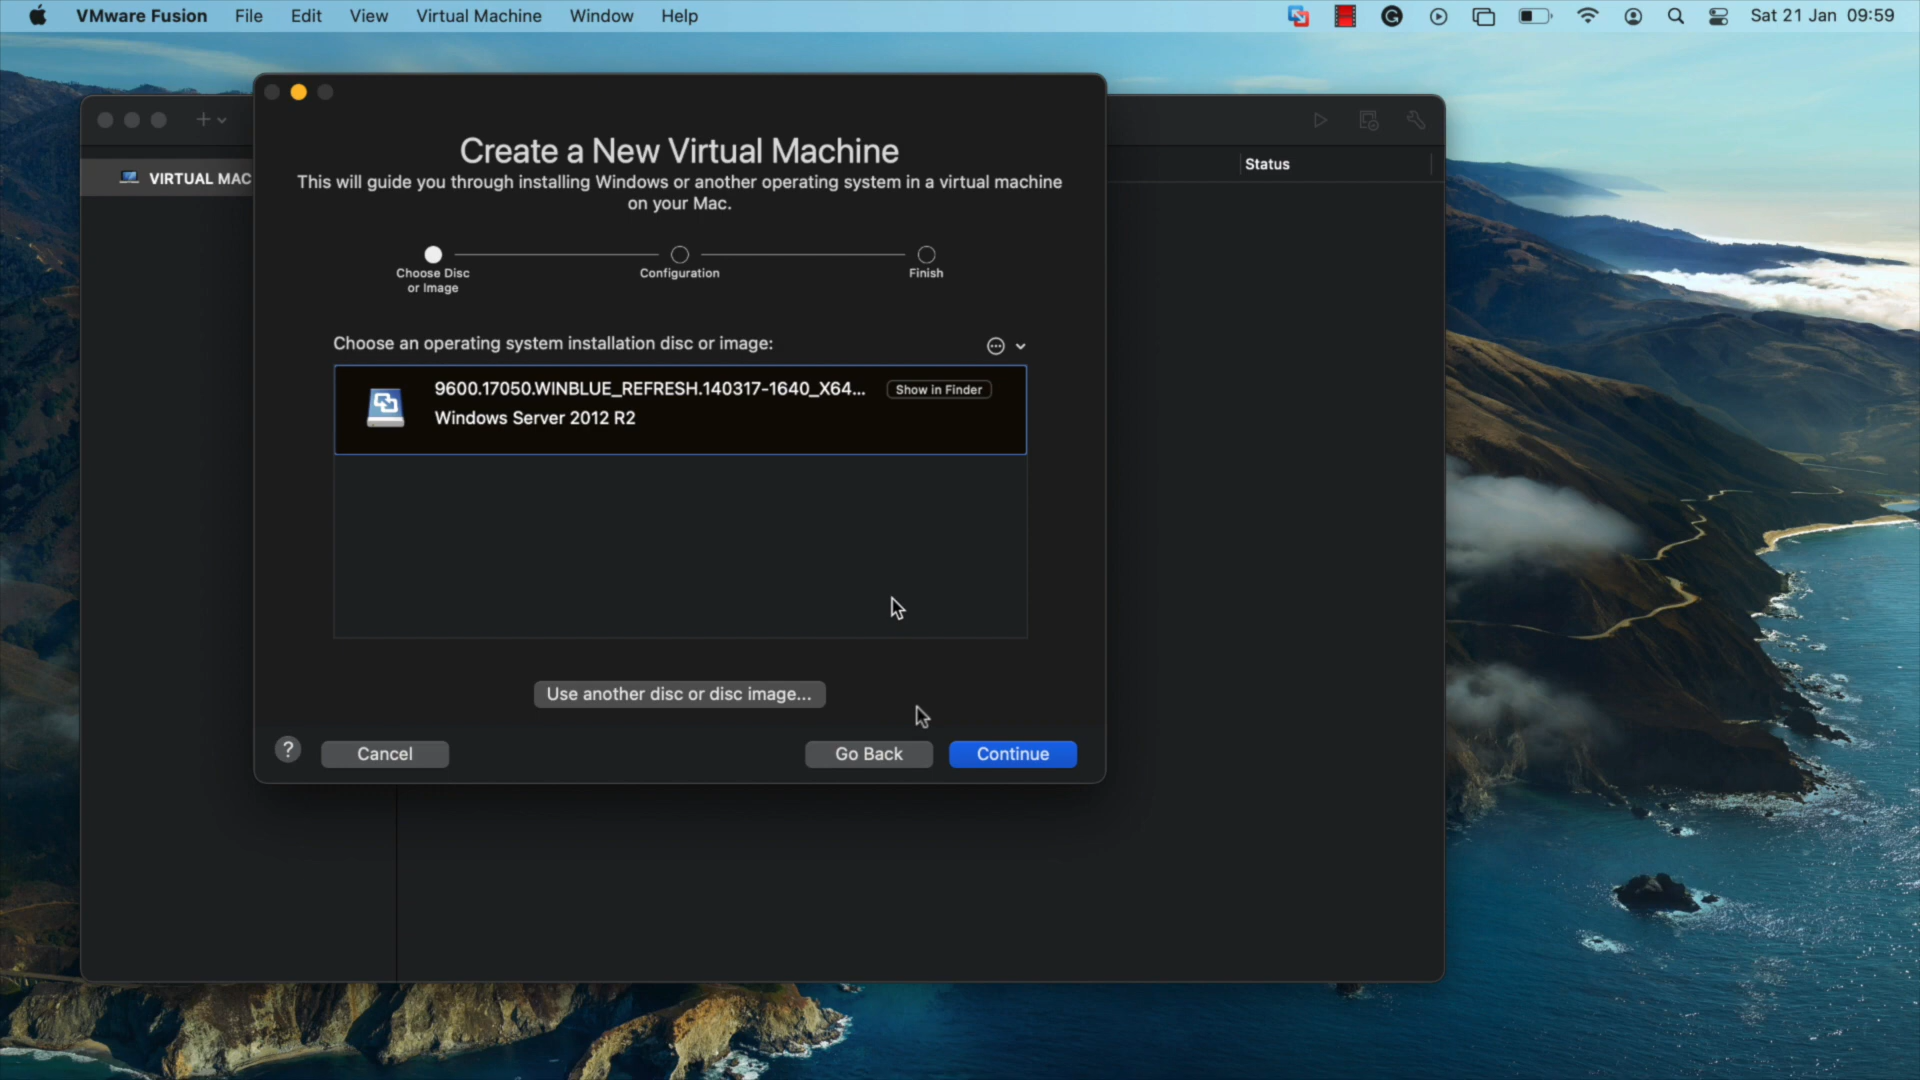 VMware Fusion File Edit View Virtual Machine Window Help Sat 21 Jan 09:59
VIRTUAL MAC
Status
Create a New Virtual Machine
This will guide you through installing Windows or another operating system in a virtual machine
on your Mac.
Choose Disc
or Image
Configuration
Finish
Choose an operating system installation disc or image:
9600.17050.WINBLUE_REFRESH.140317-1640_X64... Show in Finder
Windows Server 2012 R2
Use another disc or disc image...
? Cancel Go Back Continue